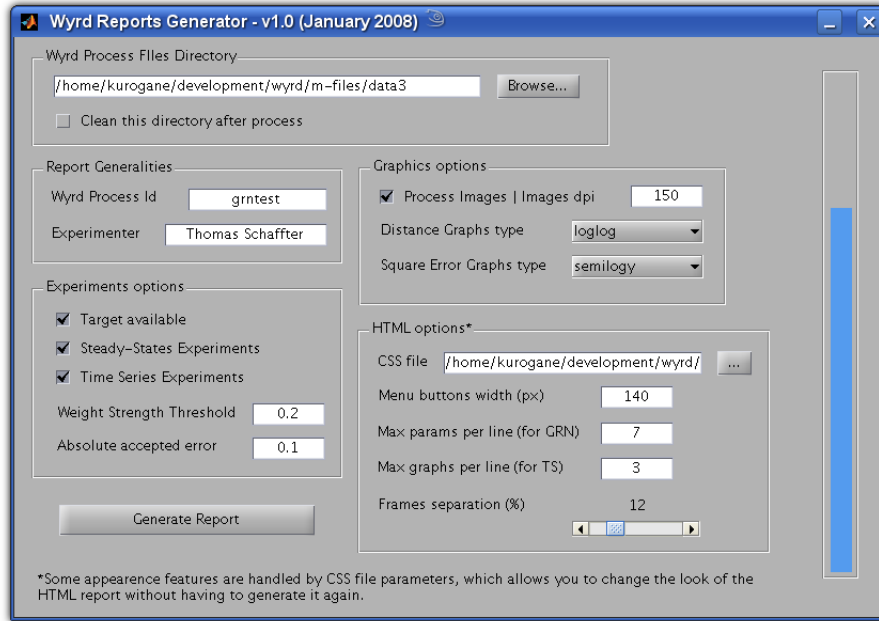 Wyrd Reports Generator - v1.0 (January 2008)
Wyrd Process FIles Directory
/home/kurogane/development/wyrd/m-files/data3
Browse...
Clean this directory after process
Report Generalities
Wyrd Process Id
grntest
Experimenter
Thomas Schaffter
Graphics options
Process Images | Images dpi
150
Distance Graphs type
loglog
Square Error Graphs type
semilogy
Experiments options
Target available
Steady-States Experiments
Time Series Experiments
Weight Strength Threshold
0.2
Absolute accepted error
0.1
HTML options*
CSS file
/home/kurogane/development/wyrd/
...
Menu buttons width (px)
140
Max params per line (for GRN)
7
Max graphs per line (for TS)
3
Frames separation (%)
12
Generate Report
*Some appearence features are handled by CSS file parameters, which allows you to change the look of the
HTML report without having to generate it again.